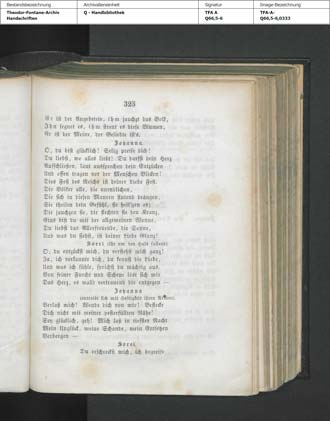 Bestandsbezeichnung
Archivalieneinheit
Signatur
Image-Bezeichnung
Theodor-Fontane-Archiv
Handschriften
Q - Handbibliothek
TFA A
Q66,5-6
TFA-A-
Q66,5-6,0333
323
Er ist der Angebetete, ihm jauchzt das Volk,
Ihn segnet es, ihm streut es diese Blumen,
Er ist der Meine, der Geliebte ist's.
Johanna.
O, du bist glücklich! Selig preise dich!
Du liebst, wo alles liebt! Du darfst dein Herz
Aufschließen, laut aussprechen dein Entzücken
Und offen tragen vor der Menschen Blicken!
Dies Fest des Reichs ist deiner Liebe Fest.
Die Völker alle, die unendlichen,
Die sich in diesen Mauern flutend drängen,
Sie theilen dein Gefühl, sie heil'gen es;
Dir jauchzen sie, dir flechten sie den Kranz,
Eins bist du mit der allgemeinen Wonne,
Du liebst das Allerfreuende, die Sonne,
Und was du siehst, ist deiner Liebe Glanz!
Sorel (ihr um den Hals fallend).
O, du entzückst mich, du verstehst mich ganz!
Ja, ich verkannte dich, du kennst die Liebe,
Und was ich fühle, sprichst du mächtig aus.
Von seiner Furcht und Scheue löst sich mir
Das Herz, es wallt vertrauend dir entgegen —
Johanna
(entreißt sich mit Heftigkeit ihren Armen).
Verlaß mich! Wende dich von mir! Beflecke
Dich nicht mit meiner pesterfüllten Nähe!
Sey glücklich, geh! Mich laß in tiefster Nacht
Mein Unglück, meine Schande, mein Entsetzen
Verbergen —
Sorel.
Du erschreckst mich, ich begreife